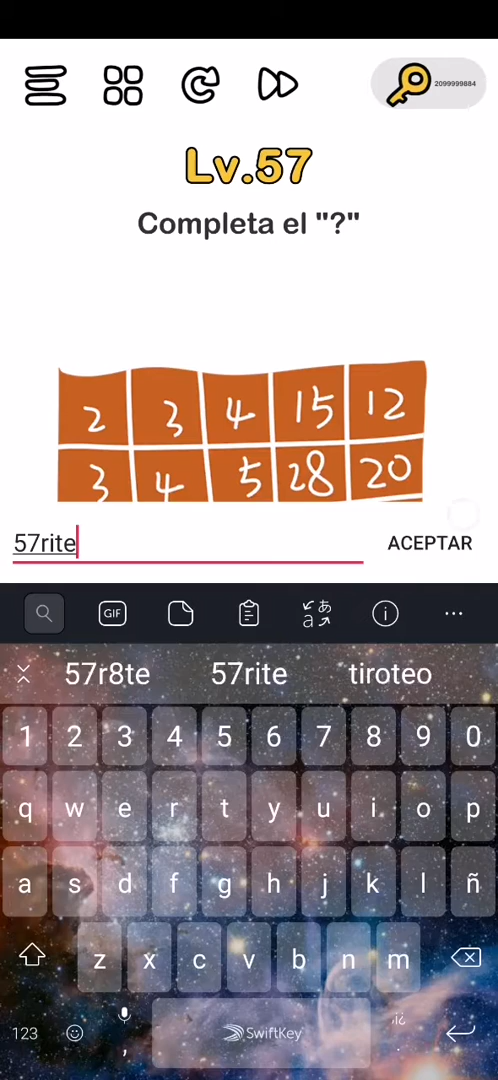 2099999884
Lv.57
Completa el "?"
2 3 4 15 12
3 4 5 28 20
57rite
ACEPTAR
GIF
57r8te 57rite tiroteo
1 2 3 4 5 6 7 8 9 0
q w e r t y u i o p
a s d f g h j k l ñ
z x c v b n m
123 , SwiftKey ¡¿ .